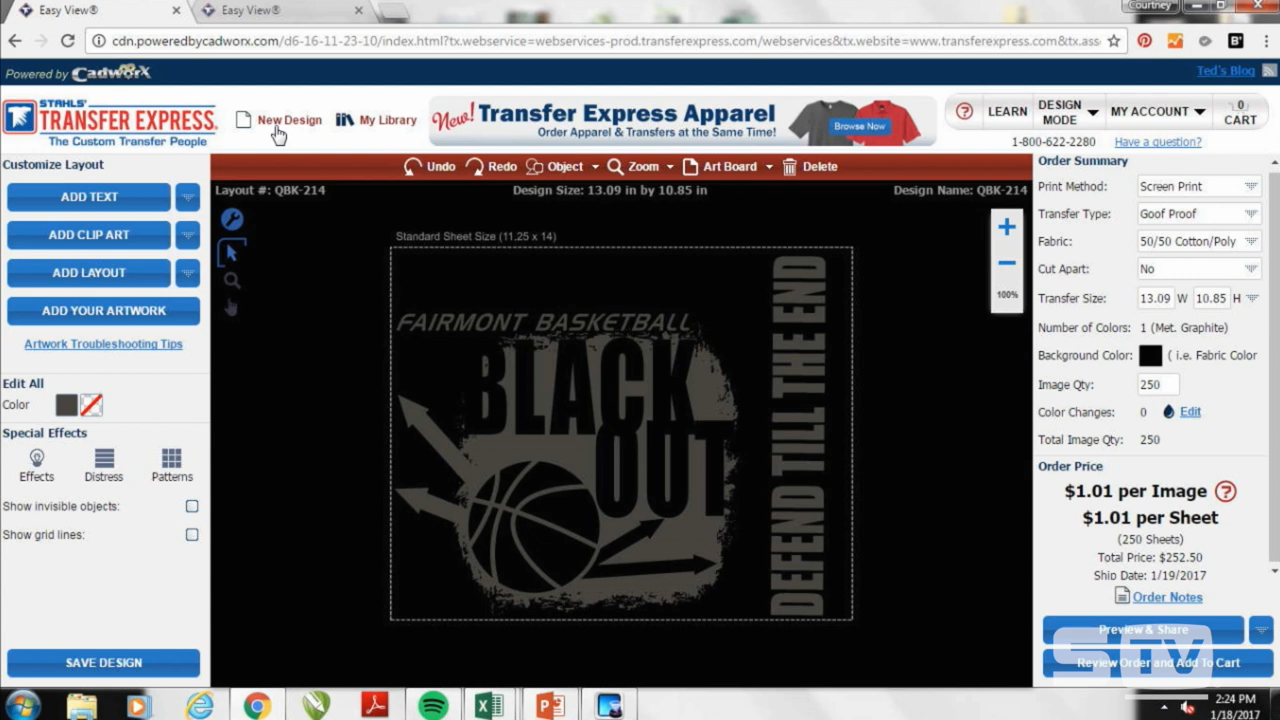 Easy View®
Easy View®
Courtney
cdn.poweredbycadworx.com/d6-16-11-23-10/index.html?tx.webservice=webservices-prod.transferexpress.com/webservices&tx.website=www.transferexpress.com&tx.ass
Powered by CadworX
Ted's Blog
STAHLS'
TRANSFER EXPRESS.
The Custom Transfer People
New Design
My Library
New! Transfer Express Apparel
Order Apparel & Transfers at the Same Time!
Browse Now
LEARN
DESIGN MODE
MY ACCOUNT
0 CART
1-800-622-2280
Have a question?
Customize Layout
Undo
Redo
Object
Zoom
Art Board
Delete
Layout #: QBK-214
Design Size: 13.09 in by 10.85 in
Design Name: QBK-214
ADD TEXT
ADD CLIP ART
ADD LAYOUT
ADD YOUR ARTWORK
Artwork Troubleshooting Tips
Edit All
Color
Special Effects
Effects
Distress
Patterns
Show invisible objects:
Show grid lines:
SAVE DESIGN
Standard Sheet Size (11.25 x 14)
FAIRMONT BASKETBALL
BLACK
OUT
DEFEND TILL THE END
100%
Order Summary
Print Method: Screen Print
Transfer Type: Goof Proof
Fabric: 50/50 Cotton/Poly
Cut Apart: No
Transfer Size: 13.09 W 10.85 H
Number of Colors: 1 (Met. Graphite)
Background Color: ( i.e. Fabric Color
Image Qty: 250
Color Changes: 0 Edit
Total Image Qty: 250
Order Price
$1.01 per Image
$1.01 per Sheet
(250 Sheets)
Total Price: $252.50
Ship Date: 1/19/2017
Order Notes
Preview & Share
Review Order and Add To Cart
STV
2:24 PM
1/18/2017